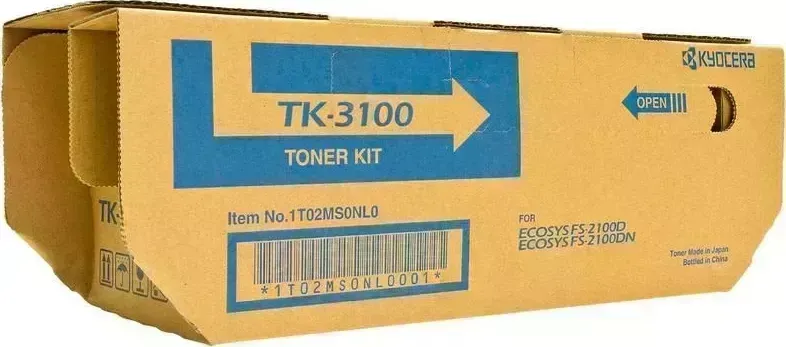 KYOCERA
OPEN
TK-3100
TONER KIT
Item No.1T02MS0NL0
*1T02MS0NL0001*
FOR
ECOSYS FS-2100D
ECOSYS FS-2100DN
Toner Made in Japan
Bottled in China
TK-